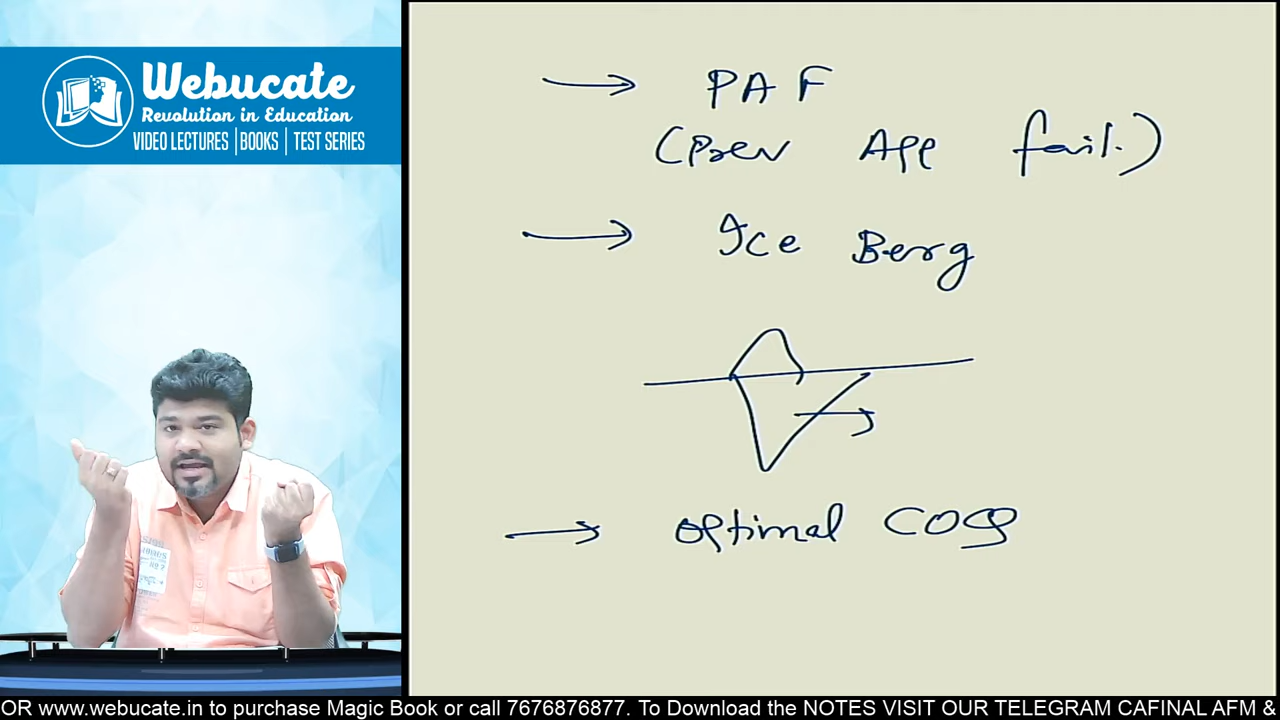 Webucate
Revolution in Education
VIDEO LECTURES | BOOKS | TEST SERIES
→ PAF
(Prev App fail.)
→ Ice Berg
→ optimal COQ
OR www.webucate.in to purchase Magic Book or call 7676876877. To Download the NOTES VISIT OUR TELEGRAM CAFINAL AFM &